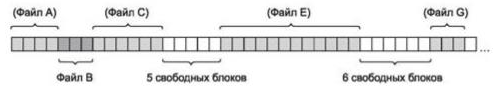 (Файл A) (Файл C) (Файл E) (Файл G)
...
Файл B 5 свободных блоков 6 свободных блоков